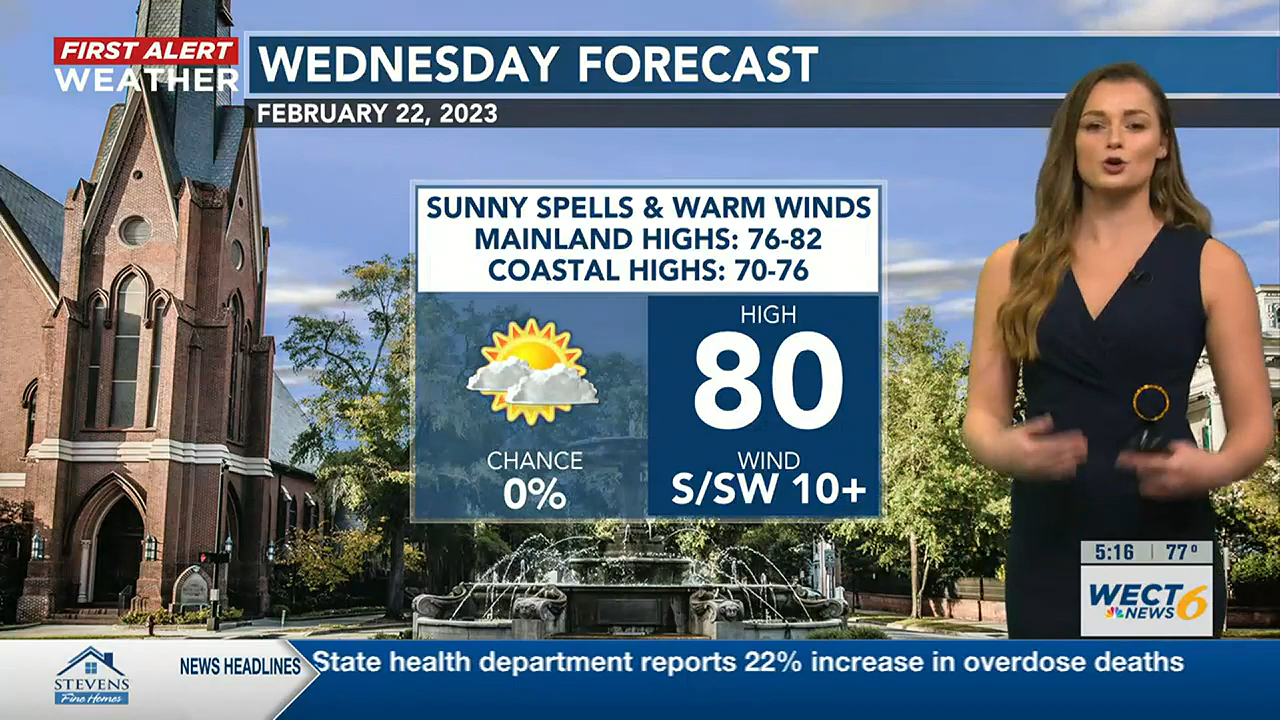 FIRST ALERT
WEATHER
WEDNESDAY FORECAST
FEBRUARY 22, 2023
SUNNY SPELLS & WARM WINDS
MAINLAND HIGHS: 76-82
COASTAL HIGHS: 70-76
HIGH
80
CHANCE
0%
WIND
S/SW 10+
5:16 | 77°
WECT 6
NEWS
STEVENS
Fine Homes
NEWS HEADLINES
State health department reports 22% increase in overdose deaths